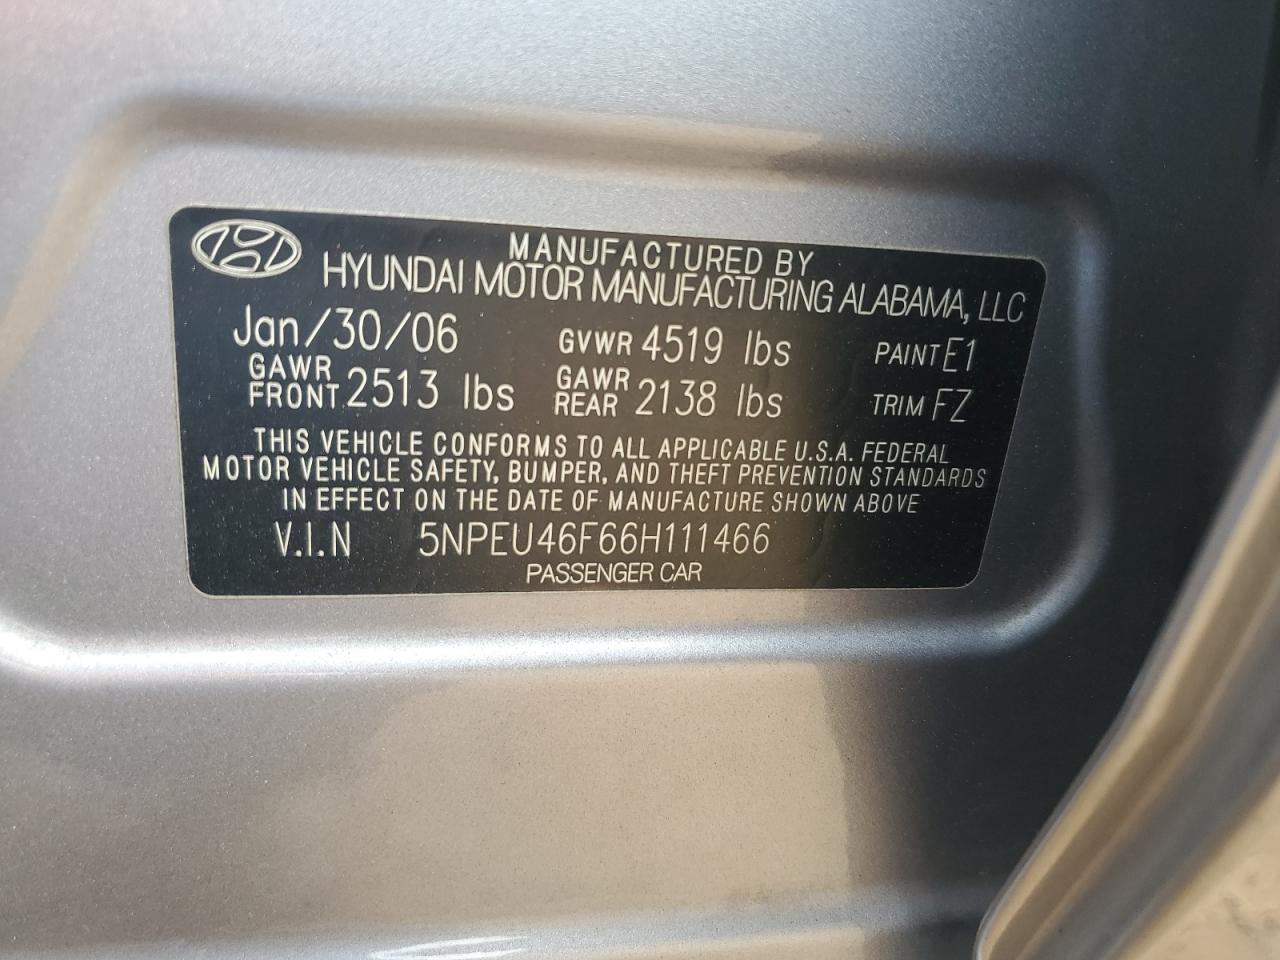 MANUFACTURED BY
HYUNDAI MOTOR MANUFACTURING ALABAMA, LLC
Jan/30/06 GVWR 4519 lbs PAINT E1
GAWR FRONT 2513 lbs GAWR REAR 2138 lbs TRIM FZ
THIS VEHICLE CONFORMS TO ALL APPLICABLE U.S.A. FEDERAL
MOTOR VEHICLE SAFETY, BUMPER, AND THEFT PREVENTION STANDARDS
IN EFFECT ON THE DATE OF MANUFACTURE SHOWN ABOVE
V.I.N 5NPEU46F66H111466
PASSENGER CAR